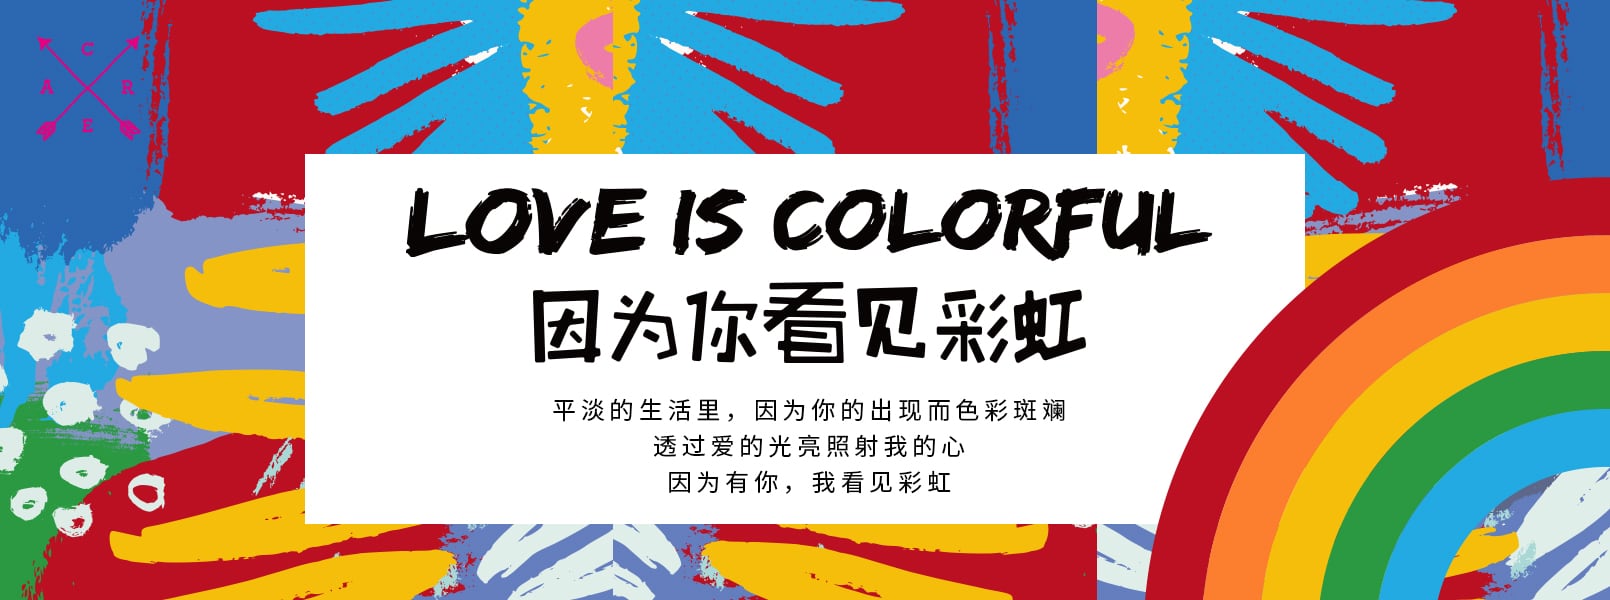 C
A R
E
LOVE IS COLORFUL
因为你看见彩虹
平淡的生活里，因为你的出现而色彩斑斓
透过爱的光亮照射我的心
因为有你，我看见彩虹